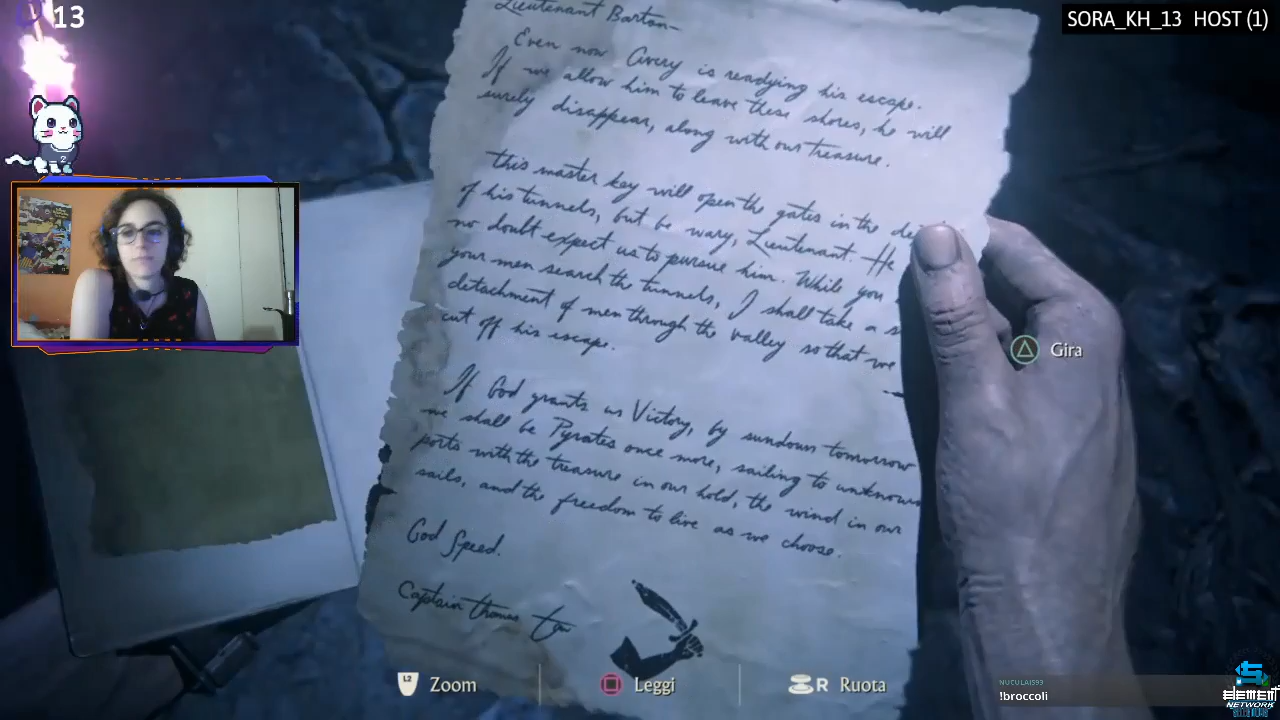 13
SORA_KH_13 HOST (1)
Lieutenant Barton-
Even now Avery is readying his escape.
If we allow him to leave these shores, he will
surely disappear, along with our treasure.
this master key will open the gates in the
of his tunnels, but be wary, Lieutenant. He
no doubt expect us to pursue him. While you
your men search the tunnels, I shall take a
detachment of men through the valley so that we
cut off his escape.
If God grants us Victory, by sundown tomorrow
we shall be Pyrates once more, sailing to unknown
ports with the treasure in our hold, the wind in our
sails, and the freedom to live as we choose.
God Speed.
Captain Thomas Tew
Gira
L2 Zoom
Leggi
R Ruota
NUCULAIS93
!broccoli
ELEMENT
NETWORK